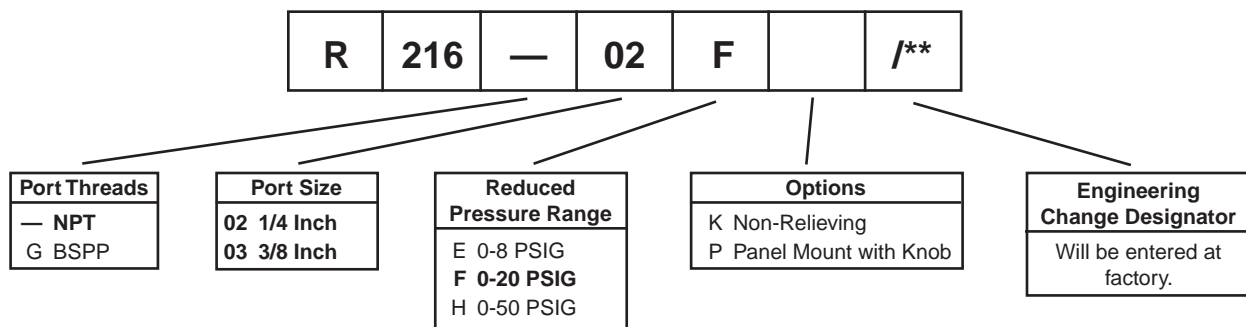 R 216 — 02 F /**
Port Threads
— NPT
G BSPP
Port Size
02 1/4 Inch
03 3/8 Inch
Reduced
Pressure Range
E 0-8 PSIG
F 0-20 PSIG
H 0-50 PSIG
Options
K Non-Relieving
P Panel Mount with Knob
Engineering
Change Designator
Will be entered at
factory.